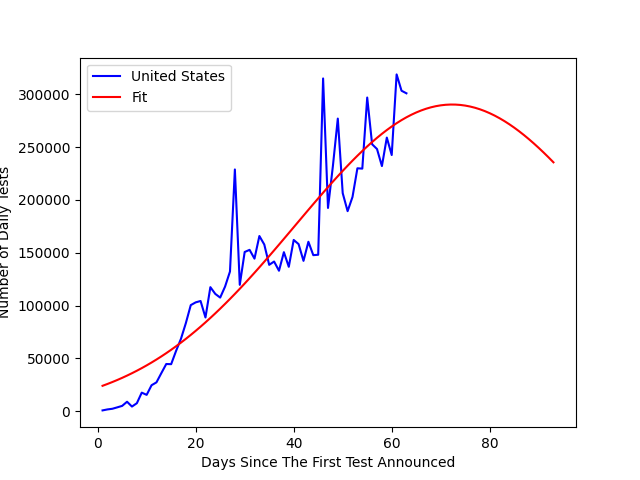 United States
Fit
300000
250000
200000
150000
100000
50000
0
Number of Daily Tests
0 20 40 60 80
Days Since The First Test Announced